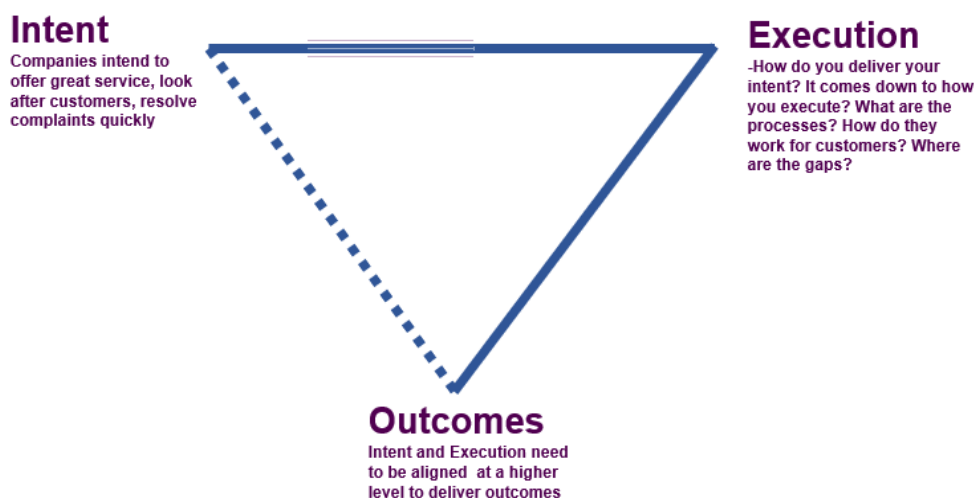 Intent
Companies intend to
offer great service, look
after customers, resolve
complaints quickly
Execution
-How do you deliver your
intent? It comes down to how
you execute? What are the
processes? How do they
work for customers? Where
are the gaps?
Outcomes
Intent and Execution need
to be aligned at a higher
level to deliver outcomes